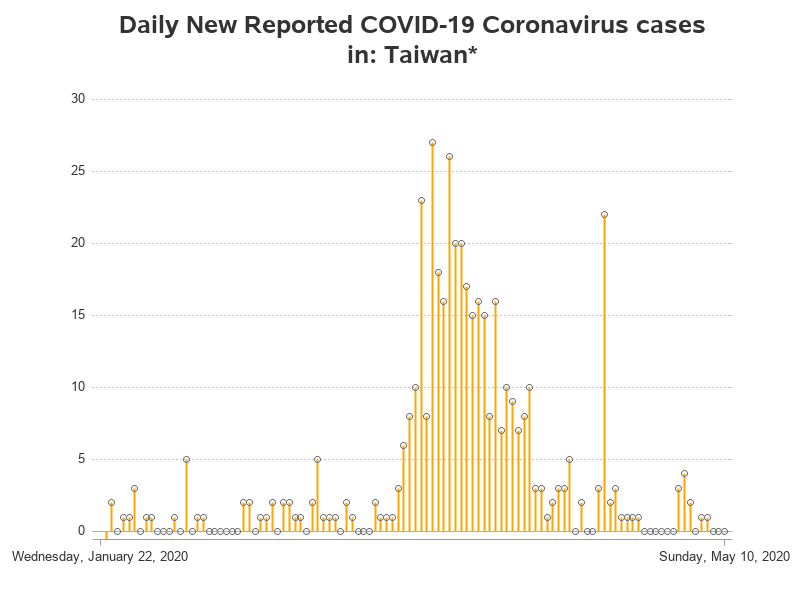 Daily New Reported COVID-19 Coronavirus cases
in: Taiwan*
30
25
20
15
10
5
0
Wednesday, January 22, 2020
Sunday, May 10, 2020